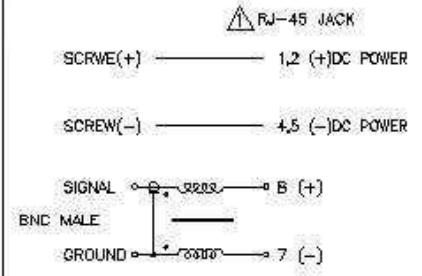 RJ-45 JACK
SCRWE(+) 1,2 (+)DC POWER
SCREW(-) 4,5 (-)DC POWER
SIGNAL 8 (+)
BNC MALE
GROUND 7 (-)